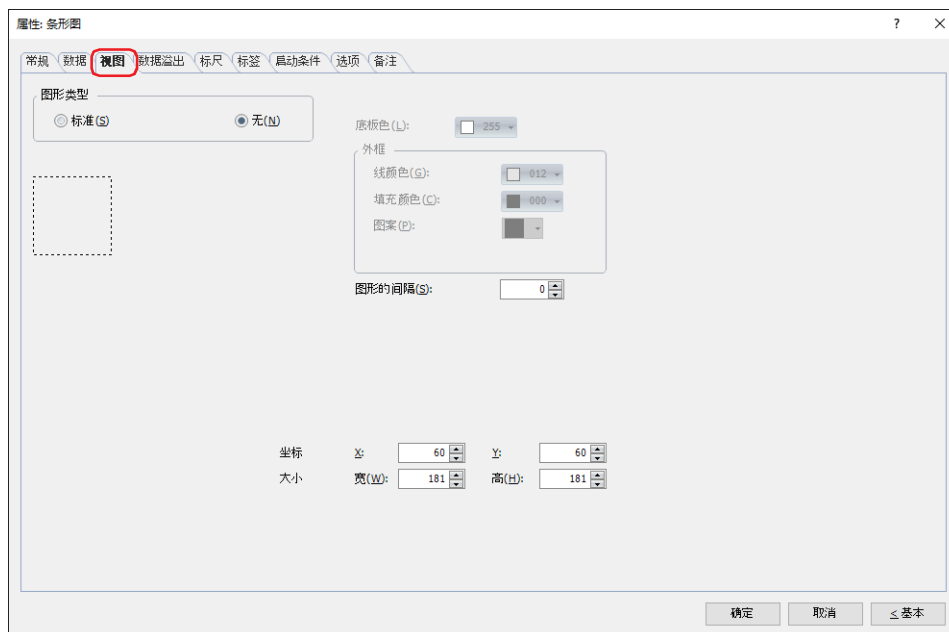 属性: 条形图 ? ×
常规 数据 视图 数据溢出 标尺 标签 启动条件 选项 备注
图形类型
标准(S) 无(N)
底板色(L): 255
外框
线颜色(G): 012
填充颜色(C): 000
图案(P):
图形的间隔(S): 0
坐标 X: 60 Y: 60
大小 宽(W): 181 高(H): 181
确定 取消 < 基本